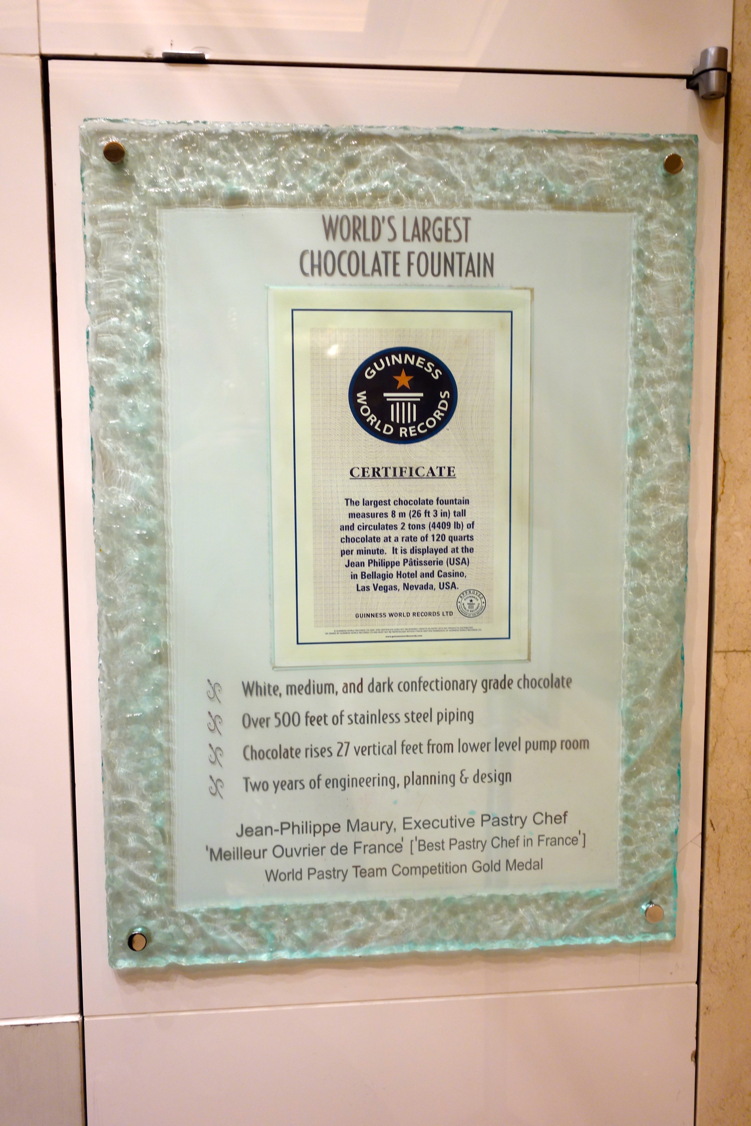 WORLD'S LARGEST
CHOCOLATE FOUNTAIN
GUINNESS
WORLD RECORDS
CERTIFICATE
The largest chocolate fountain
measures 8 m (26 ft 3 in) tall
and circulates 2 tons (4409 lb) of
chocolate at a rate of 120 quarts
per minute. It is displayed at the
Jean Philippe Pâtisserie (USA)
in Bellagio Hotel and Casino,
Las Vegas, Nevada, USA.
APPROVED
GUINNESS WORLD RECORDS LTD
White, medium, and dark confectionary grade chocolate
Over 500 feet of stainless steel piping
Chocolate rises 27 vertical feet from lower level pump room
Two years of engineering, planning & design
Jean-Philippe Maury, Executive Pastry Chef
'Meilleur Ouvrier de France' ['Best Pastry Chef in France']
World Pastry Team Competition Gold Medal